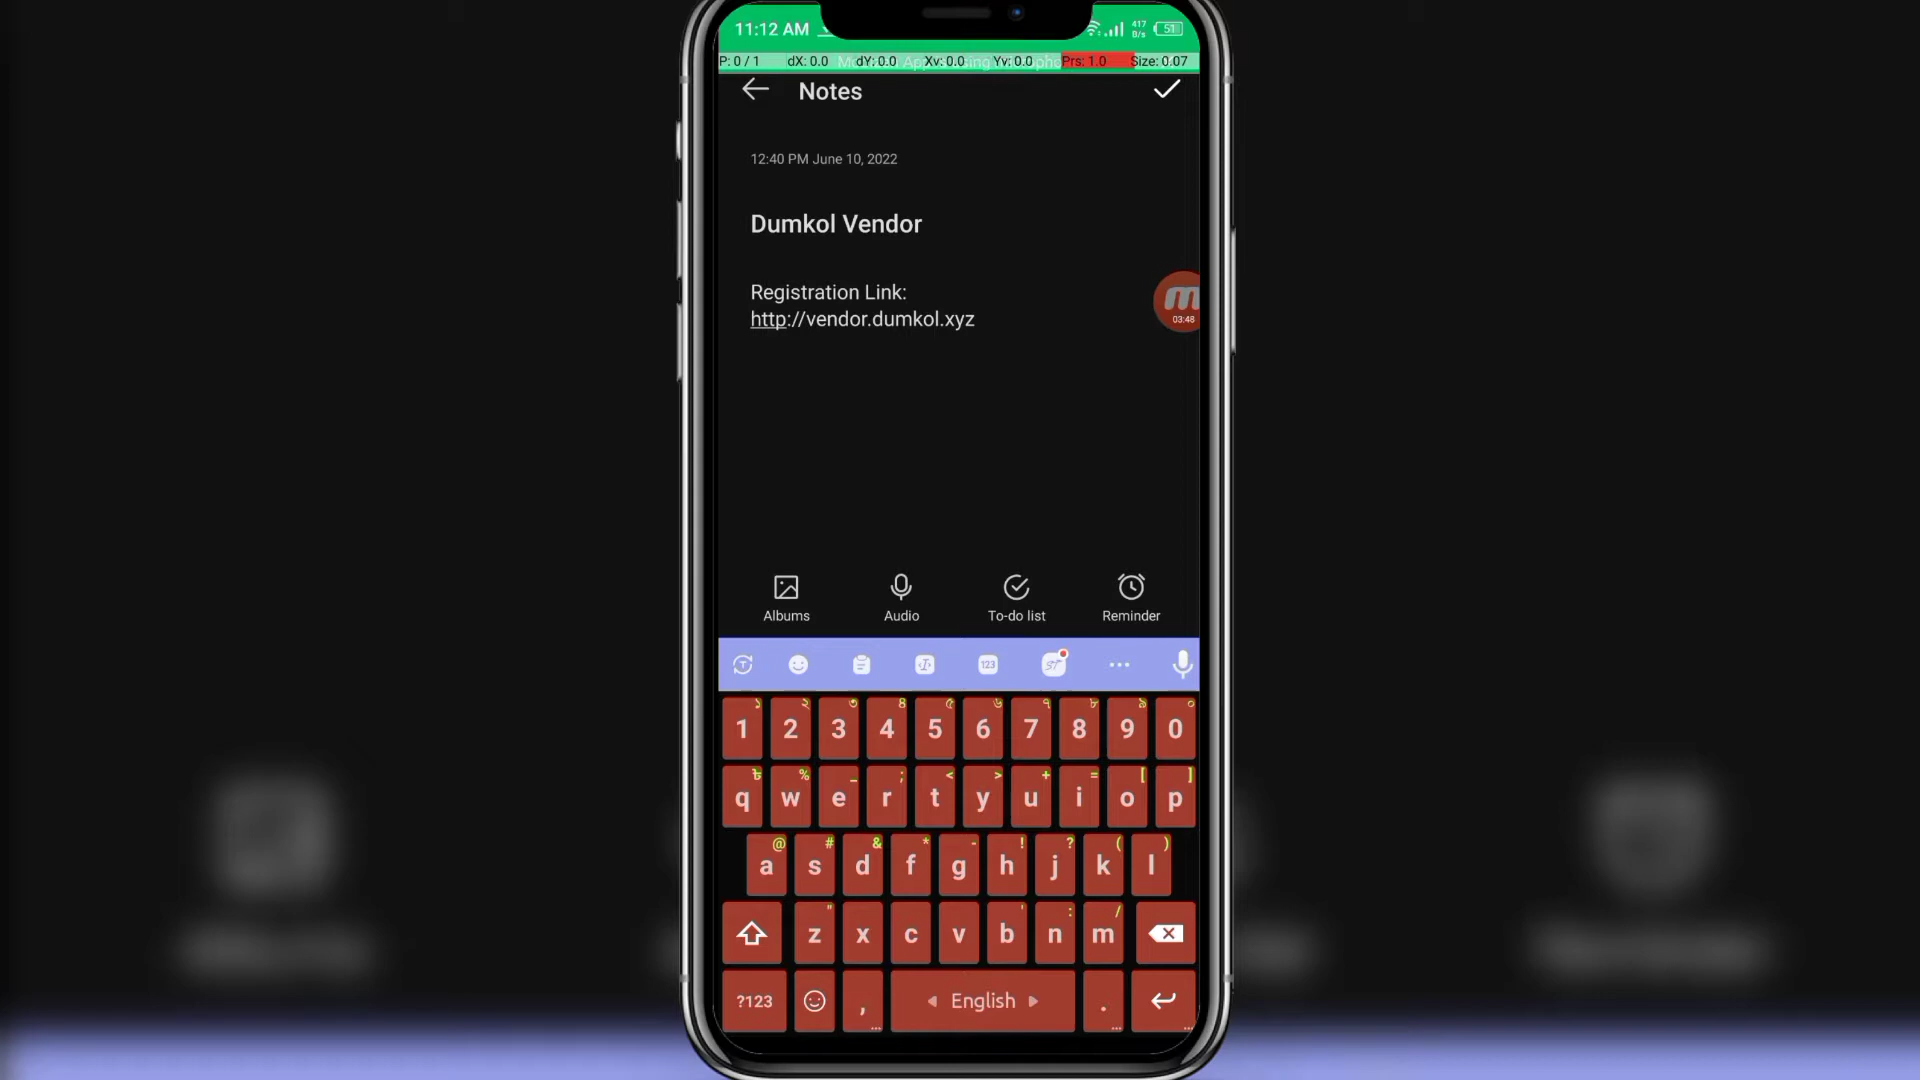 11:12 AM
417 B/s
51
P: 0 / 1 dX: 0.0 dY: 0.0 Xv: 0.0 Yv: 0.0 Prs: 1.0 Size: 0.07
Notes
12:40 PM June 10, 2022
Dumkol Vendor
Registration Link:
http://vendor.dumkol.xyz
03:48
Albums Audio To-do list Reminder
123
1 2 3 4 5 6 7 8 9 0
% _ ; < > + = [ ]
q w e r t y u i o p
@ # & * - ! ? ( )
a s d f g h j k l
" ' : /
z x c v b n m
?123 , English .